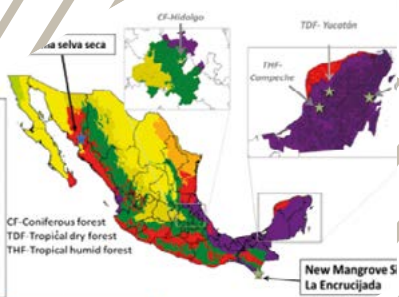 CF-Hidalgo
TDF- Yucatán
selva seca
THF-
Campeche
CF-Coniferous forest
TDF-Tropical dry forest
THF-Tropical humid forest
New Mangrove
La Encrucijada